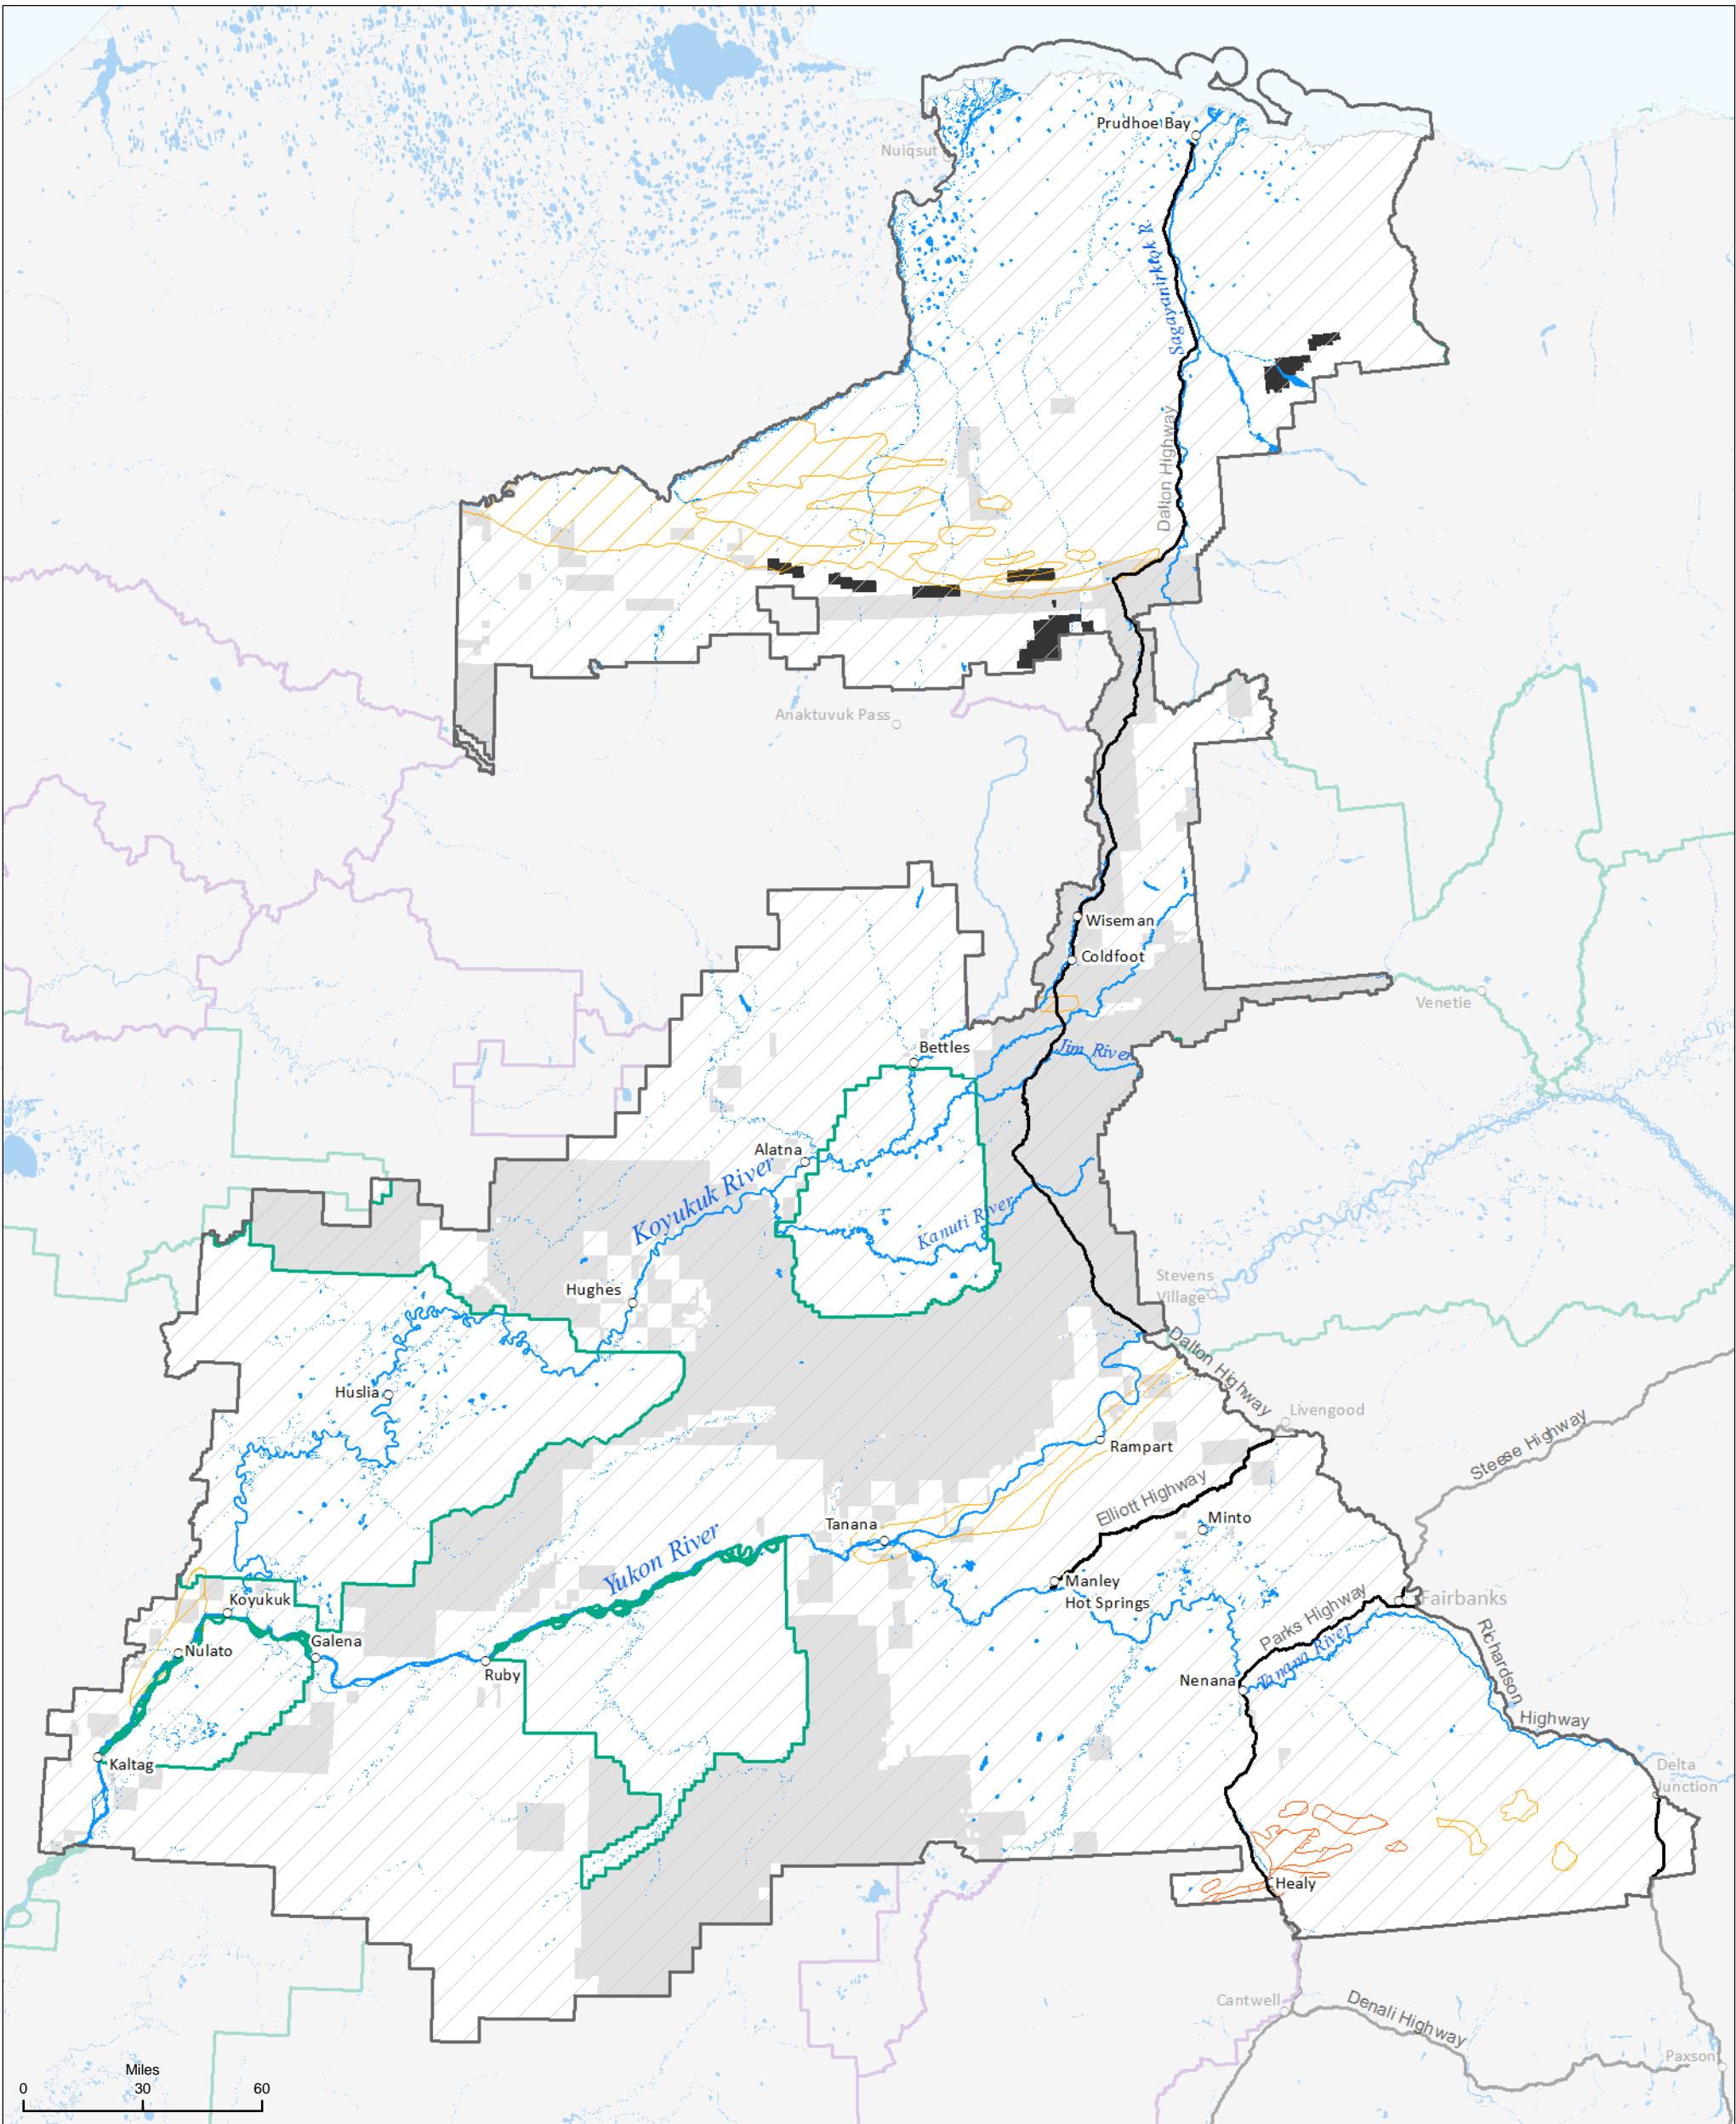 Prudhoe Bay
Nuiqsut
Sagavanirktok R.
Dalton Highway
Anaktuvuk Pass
Wiseman
Coldfoot
Venetie
Bettles
Jim River
Alatna
Koyukuk River
Kanuti River
Stevens
Village
Hughes
Dalton Highway
Huslia
Livengood
Rampart
Steese Highway
Elliott Highway
Minto
Tanana
Yukon River
Manley
Hot Springs
Koyukuk
Fairbanks
Parks Highway
Galena
Nulato
Ruby
Tanana River
Richardson
Highway
Nenana
Kaltag
Delta
Junction
Healy
Cantwell
Denali Highway
Paxson
Miles
0 30 60